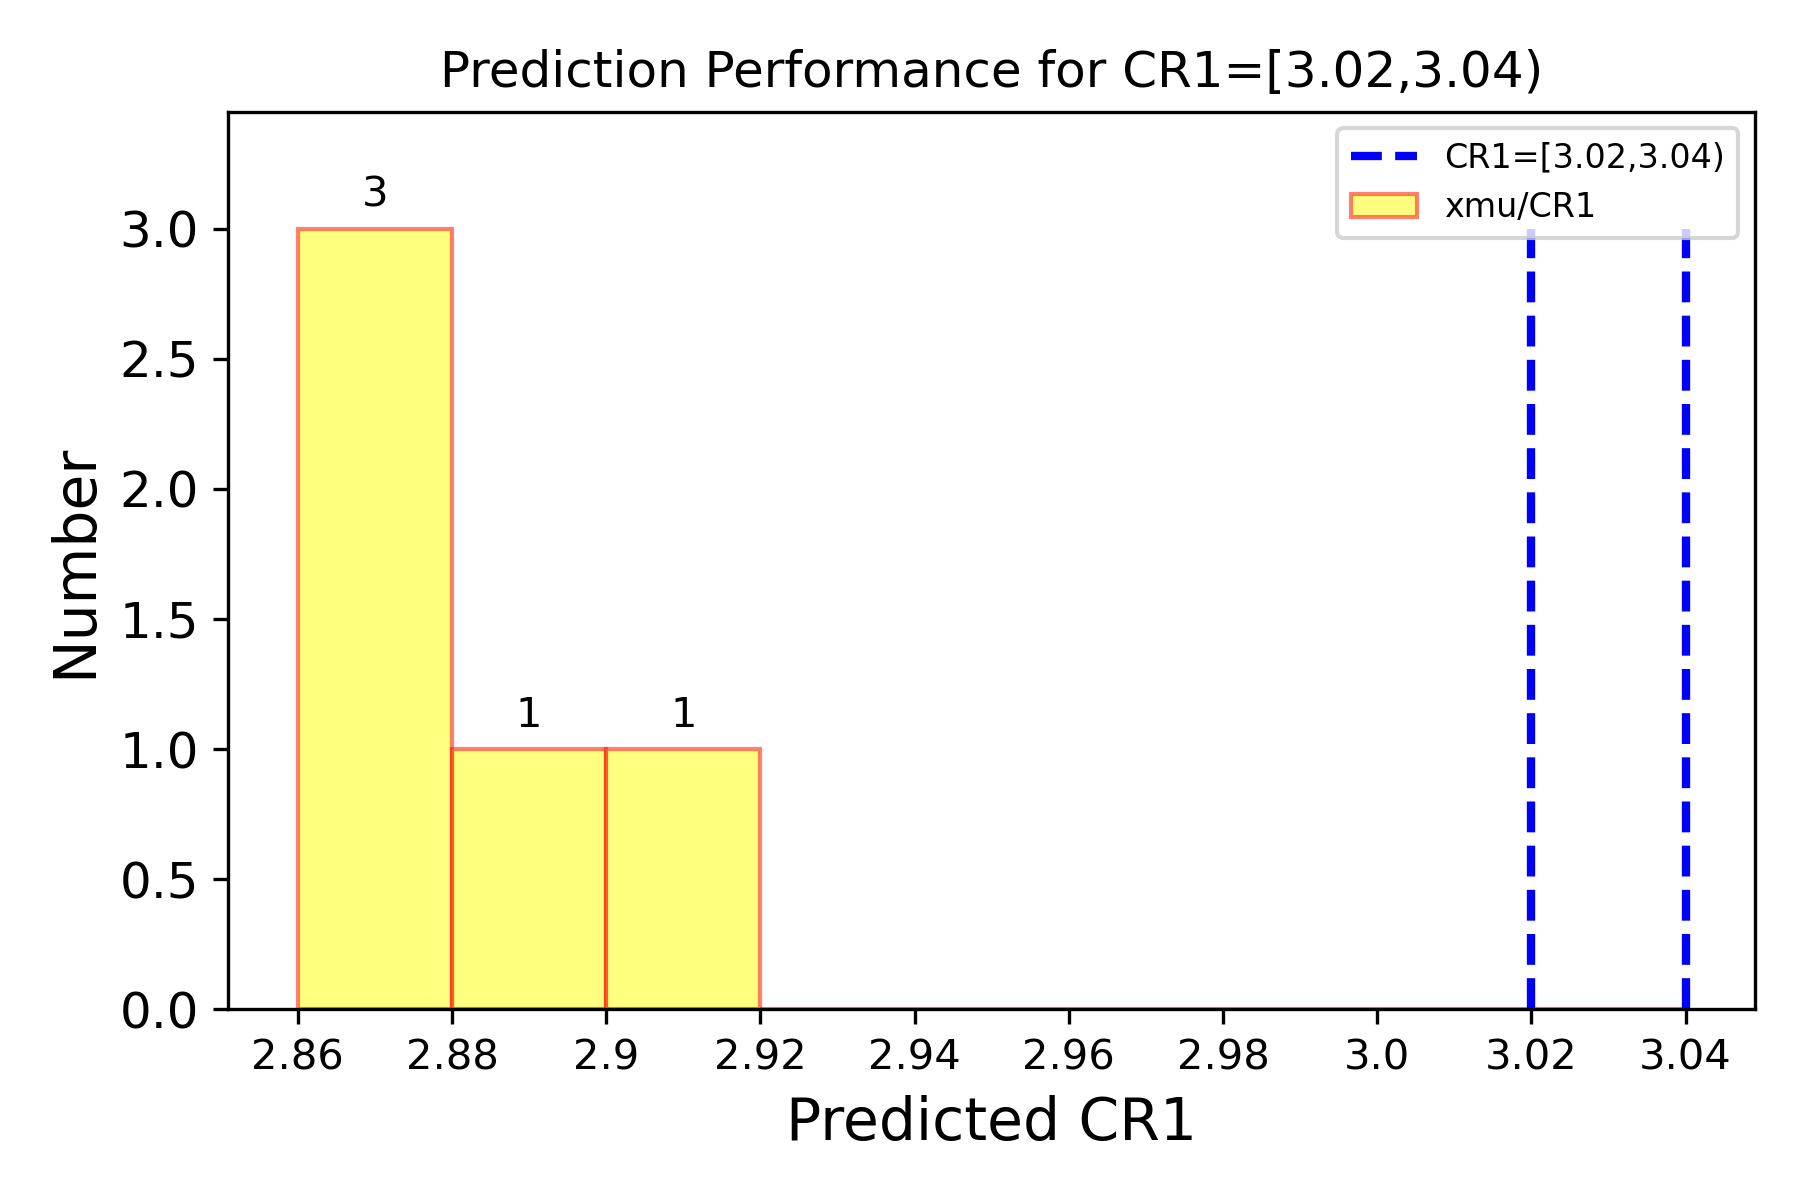 Prediction Performance for CR1=[3.02,3.04)
CR1=[3.02,3.04)
xmu/CR1
3
1
1
3.0
2.5
2.0
1.5
1.0
0.5
0.0
Number
2.86 2.88 2.9 2.92 2.94 2.96 2.98 3.0 3.02 3.04
Predicted CR1